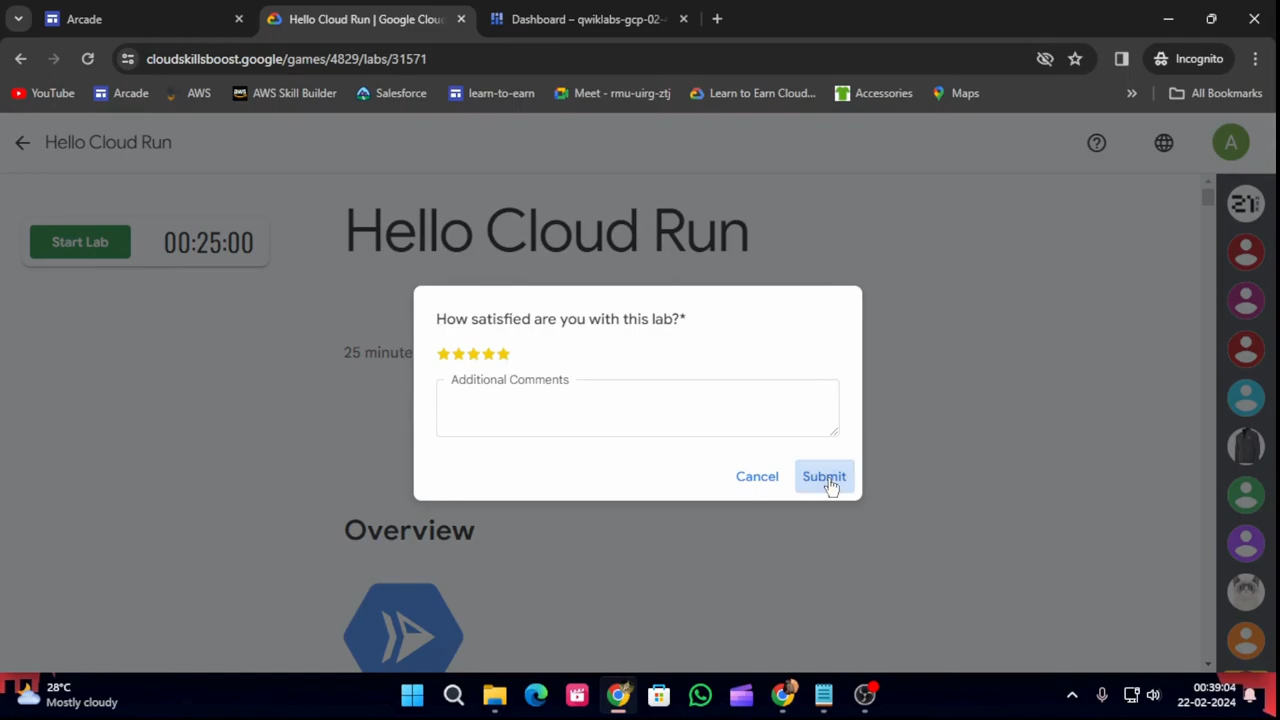 Arcade
Hello Cloud Run | Google Clou
Dashboard – qwiklabs-gcp-02-
cloudskillsboost.google/games/4829/labs/31571
Incognito
YouTube
Arcade
AWS
AWS Skill Builder
Salesforce
learn-to-earn
Meet - rmu-uirg-ztj
Learn to Earn Cloud...
Accessories
Maps
All Bookmarks
Hello Cloud Run
A
Start Lab
00:25:00
Hello Cloud Run
25 minute
How satisfied are you with this lab?*
Additional Comments
Cancel
Submit
Overview
28°C
Mostly cloudy
00:39:04
22-02-2024